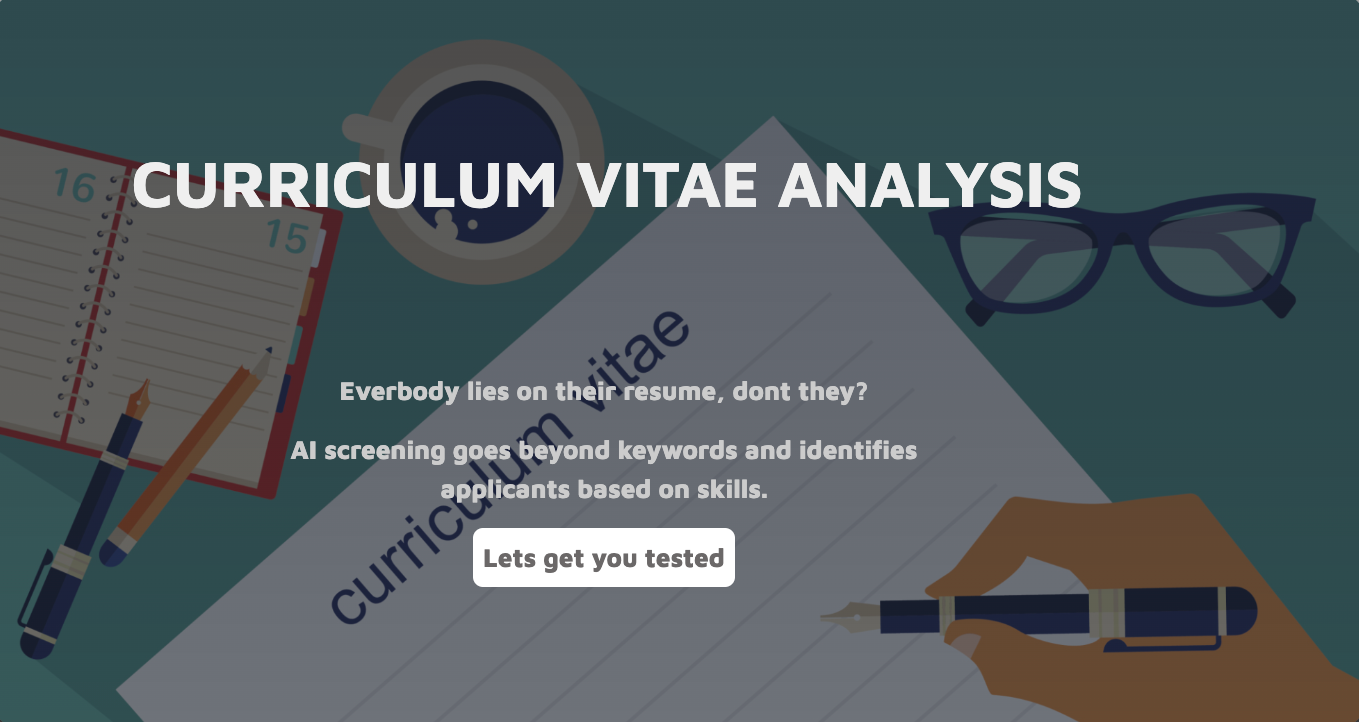 16
15
CURRICULUM VITAE ANALYSIS
curriculum vitae
Everbody lies on their resume, dont they?
AI screening goes beyond keywords and identifies
applicants based on skills.
Lets get you tested